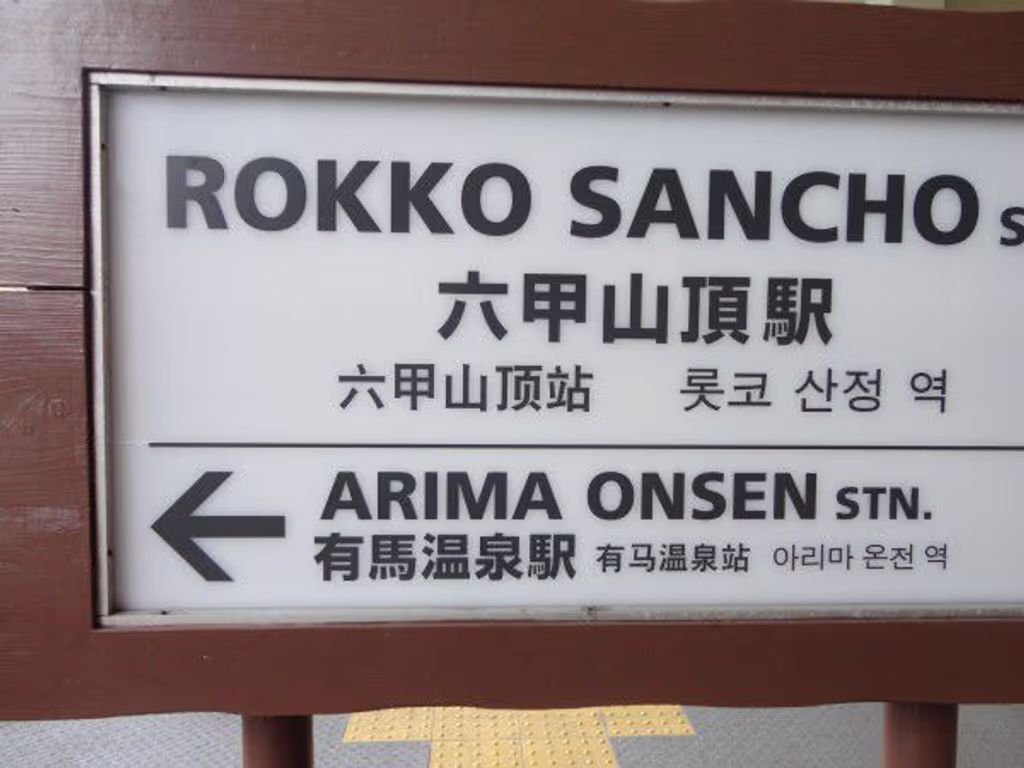 ROKKO SANCHO S
六甲山頂駅
六甲山顶站 롯코 산정 역
← ARIMA ONSEN STN.
有馬温泉駅 有马温泉站 아리마 온전 역